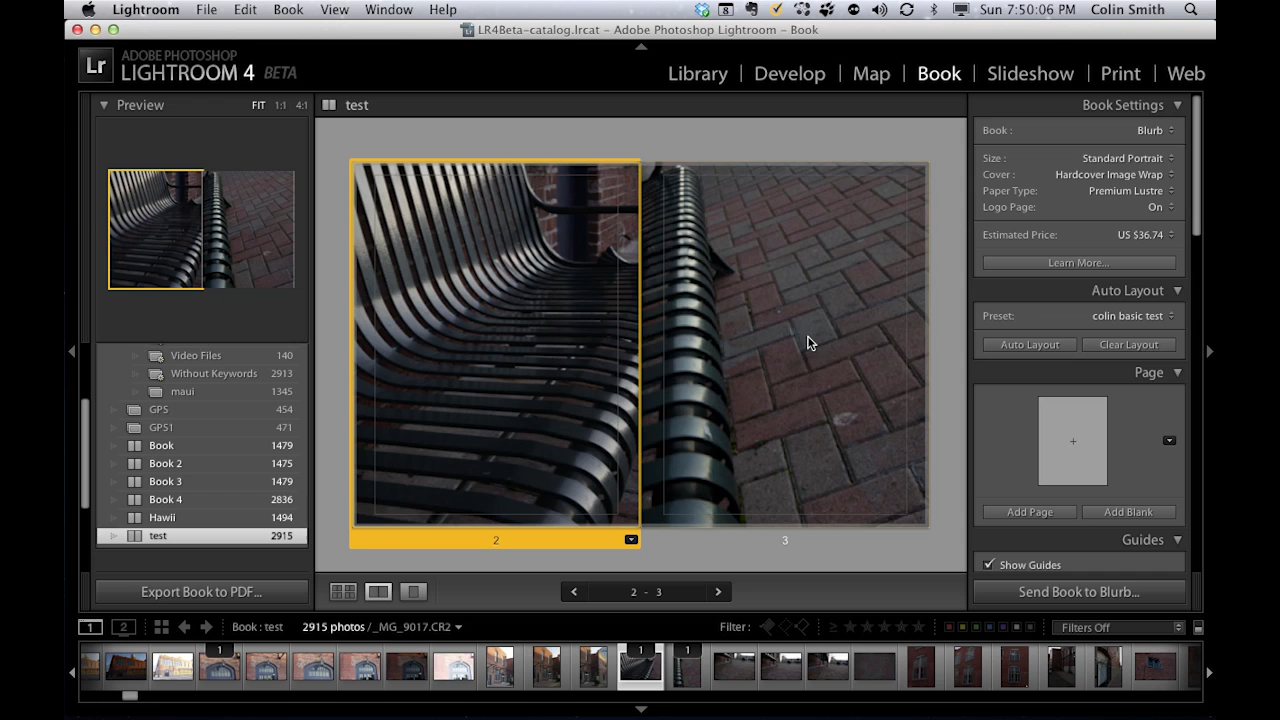 Lightroom File Edit Book View Window Help 8 Sun 7:50:06 PM Colin Smith
LR4Beta-catalog.lrcat – Adobe Photoshop Lightroom – Book
Lr ADOBE PHOTOSHOP
LIGHTROOM 4 BETA
Library | Develop | Map | Book | Slideshow | Print | Web
Preview FIT 1:1 4:1
test
Book Settings
Book : Blurb
Size : Standard Portrait
Cover : Hardcover Image Wrap
Paper Type: Premium Lustre
Logo Page: On
Estimated Price: US $36.74
Learn More...
Auto Layout
Preset: colin basic test
Auto Layout Clear Layout
Page
Add Page Add Blank
Guides
Show Guides
Send Book to Blurb...
Video Files 140
Without Keywords 2913
maui 1345
GPS 454
GPS1 471
Book 1479
Book 2 1475
Book 3 1479
Book 4 2836
Hawii 1494
test 2915
Export Book to PDF...
2
3
2 - 3
1 2 Book : test 2915 photos / _MG_9017.CR2 Filter : Filters Off
1 1 1